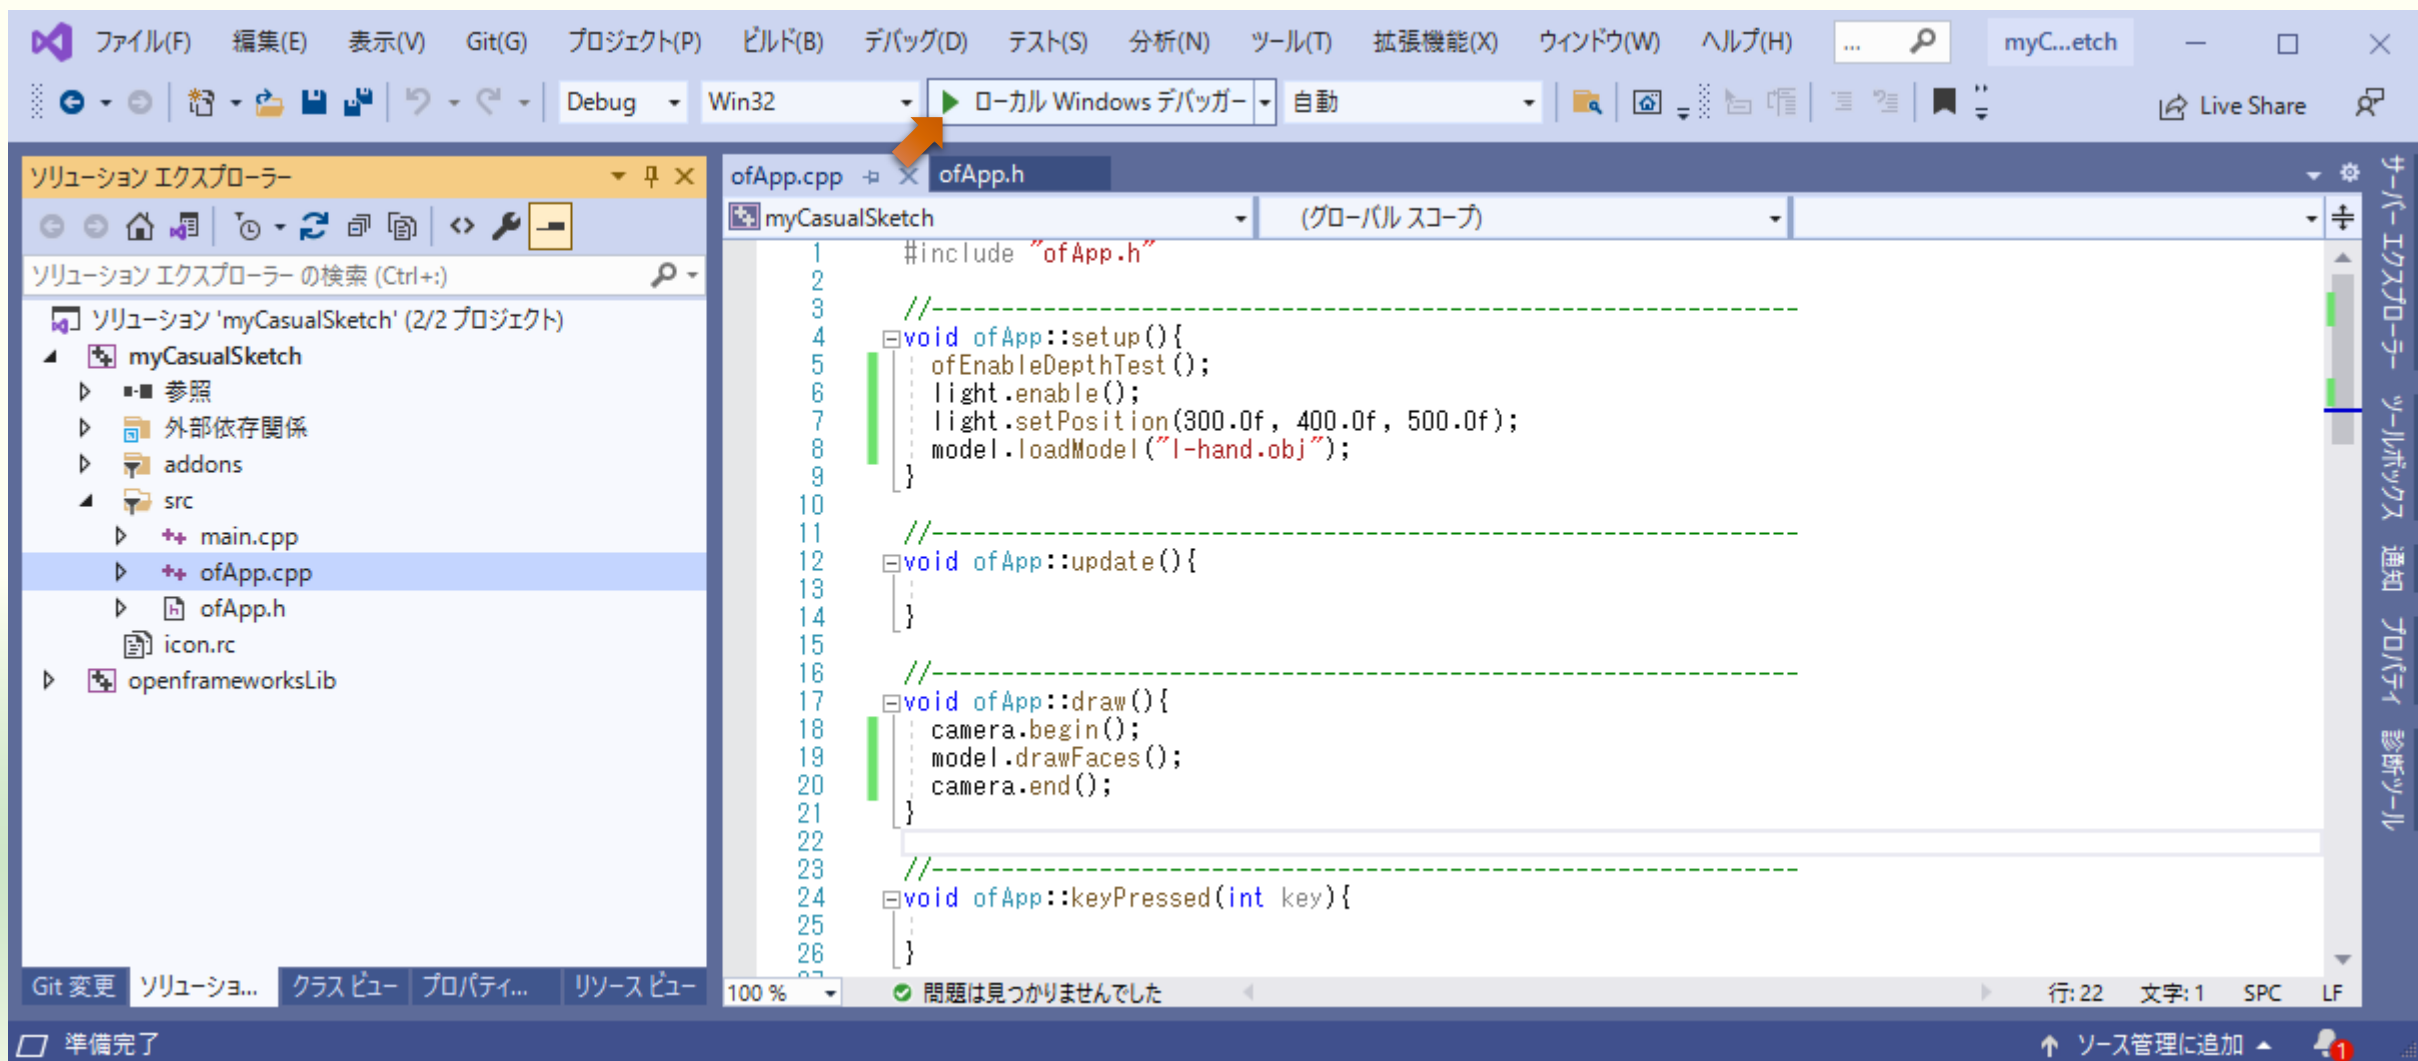 ファイル(F) 編集(E) 表示(V) Git(G) プロジェクト(P) ビルド(B) デバッグ(D) テスト(S) 分析(N) ツール(T) 拡張機能(X) ウィンドウ(W) ヘルプ(H) ... myC...etch
Debug Win32 ローカル Windows デバッガー 自動 Live Share
ソリューション エクスプローラー
ソリューション エクスプローラー の検索 (Ctrl+:)
ソリューション 'myCasualSketch' (2/2 プロジェクト)
myCasualSketch
参照
外部依存関係
addons
src
main.cpp
ofApp.cpp
ofApp.h
icon.rc
openframeworksLib
Git 変更 ソリューショ... クラス ビュー プロパティ... リソース ビュー
ofApp.cpp ofApp.h
myCasualSketch (グローバル スコープ)
1 #include "ofApp.h"
2
3 //--------------------------------------------------------------
4 void ofApp::setup(){
5 ofEnableDepthTest();
6 light.enable();
7 light.setPosition(300.0f, 400.0f, 500.0f);
8 model.loadModel("l-hand.obj");
9 }
10
11 //--------------------------------------------------------------
12 void ofApp::update(){
13
14 }
15
16 //--------------------------------------------------------------
17 void ofApp::draw(){
18 camera.begin();
19 model.drawFaces();
20 camera.end();
21 }
22
23 //--------------------------------------------------------------
24 void ofApp::keyPressed(int key){
25
26 }
100 % 問題は見つかりませんでした 行: 22 文字: 1 SPC LF
サーバー エクスプローラー
ツールボックス
通知
プロパティ
診断ツール
準備完了 ソース管理に追加 1